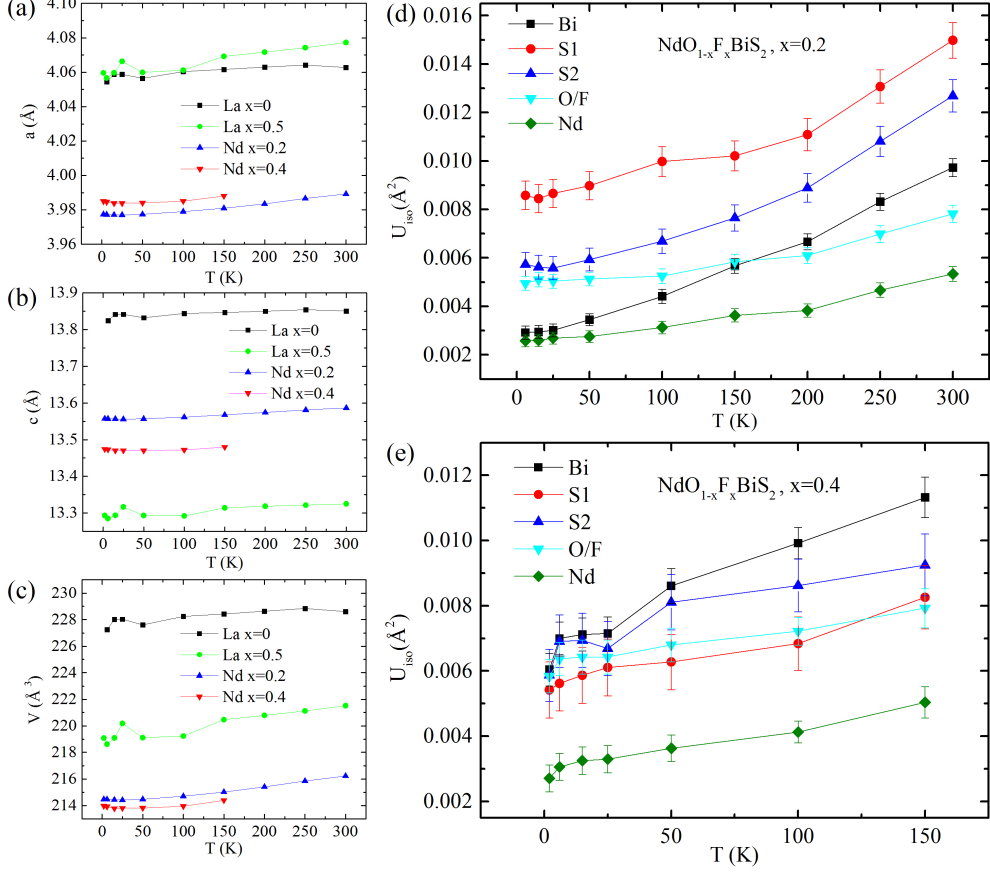 (a)
4.10
4.08
4.06
4.04
4.02
4.00
3.98
3.96
a (Å)
La x=0
La x=0.5
Nd x=0.2
Nd x=0.4
0 50 100 150 200 250 300
T (K)
(b)
13.9
13.8
13.7
13.6
13.5
13.4
13.3
c (Å)
La x=0
La x=0.5
Nd x=0.2
Nd x=0.4
0 50 100 150 200 250 300
T (K)
(c)
228
226
224
222
219
216
214
V (Å³)
La x=0
La x=0.5
Nd x=0.2
Nd x=0.4
0 50 100 150 200 250 300
T (K)
(d)
0.016
0.014
0.012
0.010
0.008
0.006
0.004
0.002
U_iso(Å²)
Bi
S1
S2
O/F
Nd
NdO₁₋ₓFₓBiS₂ , x=0.2
0 50 100 150 200 250 300
T (K)
(e)
0.012
0.010
0.008
0.006
0.004
0.002
U_iso(Å²)
Bi
S1
S2
O/F
Nd
NdO₁₋ₓFₓBiS₂ , x=0.4
0 50 100 150
T (K)